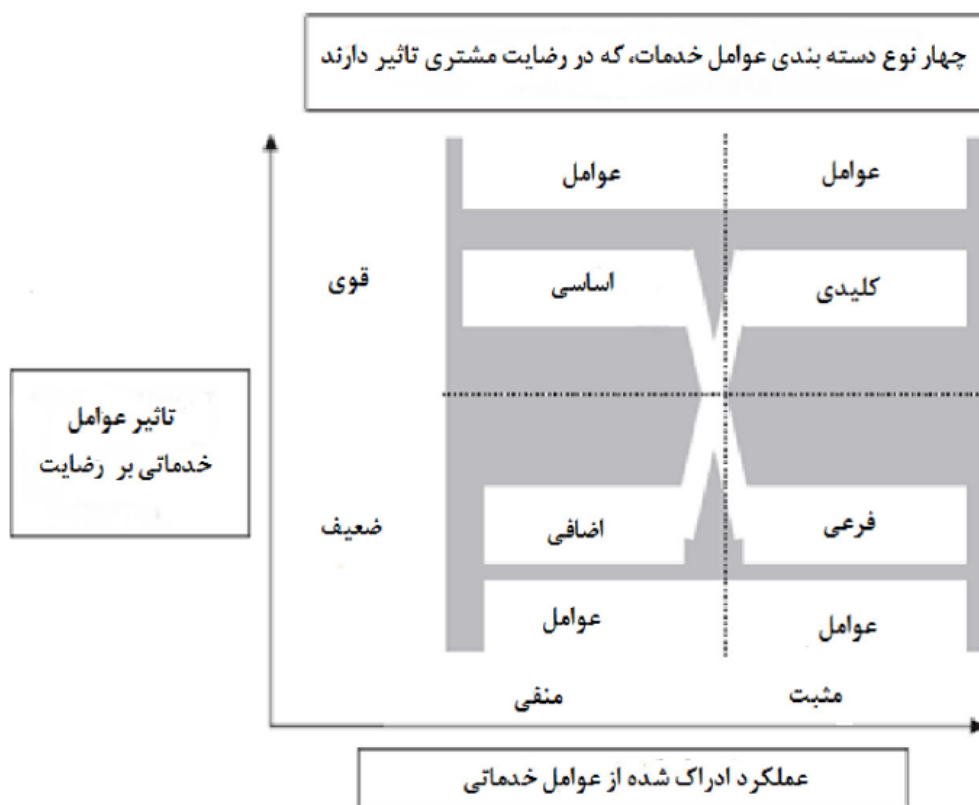 چهار نوع دسته بندی عوامل خدمات، که در رضایت مشتری تاثیر دارند
عوامل
عوامل
قوی
کلیدی
اساسی
تاثیر عوامل
خدماتی بر رضایت
ضعیف
فرعی
اضافی
عوامل
عوامل
مثبت
منفی
عملکرد ادراک شده از عوامل خدماتی